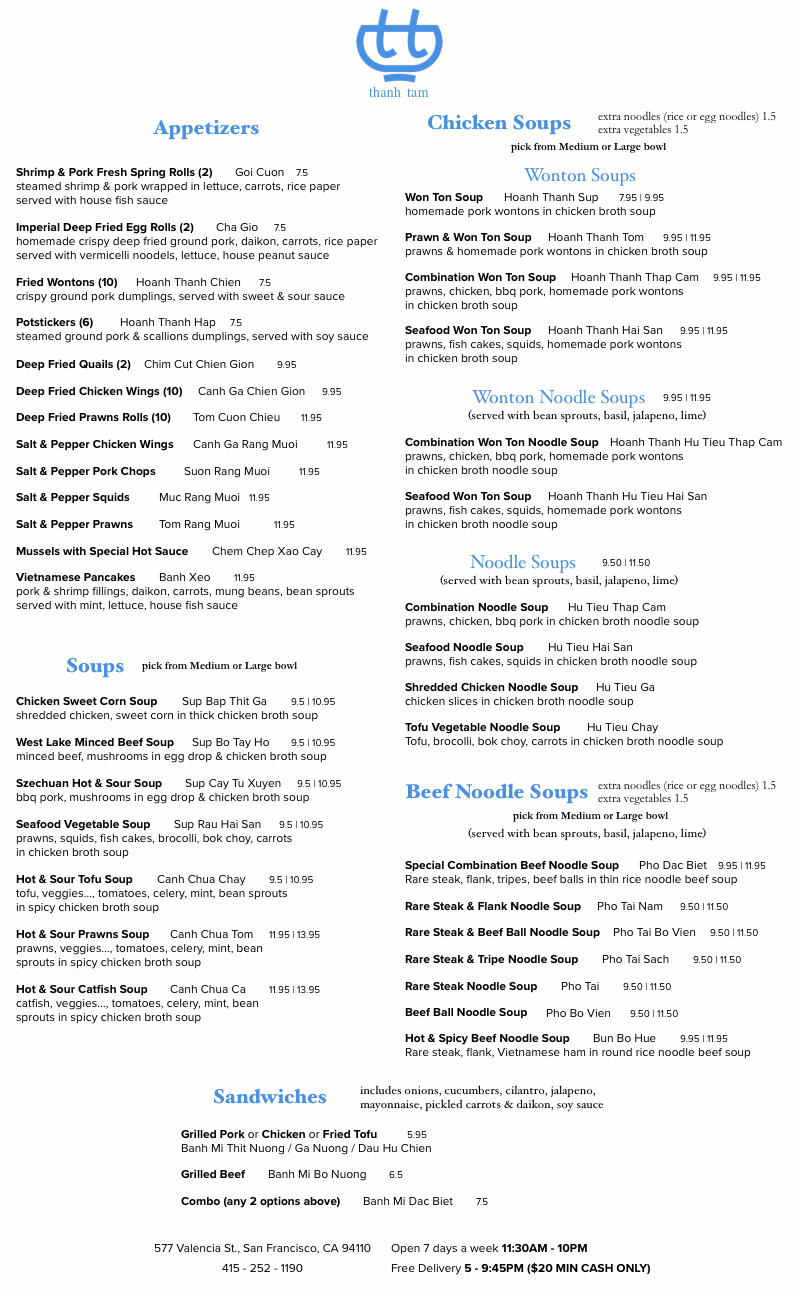 thanh tam
Appetizers
Shrimp & Pork Fresh Spring Rolls (2) Goi Cuon 7.5
steamed shrimp & pork wrapped in lettuce, carrots, rice paper
served with house fish sauce
Imperial Deep Fried Egg Rolls (2) Cha Gio 7.5
homemade crispy deep fried ground pork, daikon, carrots, rice paper
served with vermicelli noodels, lettuce, house peanut sauce
Fried Wontons (10) Hoanh Thanh Chien 7.5
crispy ground pork dumplings, served with sweet & sour sauce
Potstickers (6) Hoanh Thanh Hap 7.5
steamed ground pork & scallions dumplings, served with soy sauce
Deep Fried Quails (2) Chim Cut Chien Gion 9.95
Deep Fried Chicken Wings (10) Canh Ga Chien Gion 9.95
Deep Fried Prawns Rolls (10) Tom Cuon Chieu 11.95
Salt & Pepper Chicken Wings Canh Ga Rang Muoi 11.95
Salt & Pepper Pork Chops Suon Rang Muoi 11.95
Salt & Pepper Squids Muc Rang Muoi 11.95
Salt & Pepper Prawns Tom Rang Muoi 11.95
Mussels with Special Hot Sauce Chem Chep Xao Cay 11.95
Vietnamese Pancakes Banh Xeo 11.95
pork & shrimp fillings, daikon, carrots, mung beans, bean sprouts
served with mint, lettuce, house fish sauce
Soups pick from Medium or Large bowl
Chicken Sweet Corn Soup Sup Bap Thit Ga 9.5 | 10.95
shredded chicken, sweet corn in thick chicken broth soup
West Lake Minced Beef Soup Sup Bo Tay Ho 9.5 | 10.95
minced beef, mushrooms in egg drop & chicken broth soup
Szechuan Hot & Sour Soup Sup Cay Tu Xuyen 9.5 | 10.95
bbq pork, mushrooms in egg drop & chicken broth soup
Seafood Vegetable Soup Sup Rau Hai San 9.5 | 10.95
prawns, squids, fish cakes, brocolli, bok choy, carrots
in chicken broth soup
Hot & Sour Tofu Soup Canh Chua Chay 9.5 | 10.95
tofu, veggies..., tomatoes, celery, mint, bean sprouts
in spicy chicken broth soup
Hot & Sour Prawns Soup Canh Chua Tom 11.95 | 13.95
prawns, veggies..., tomatoes, celery, mint, bean
sprouts in spicy chicken broth soup
Hot & Sour Catfish Soup Canh Chua Ca 11.95 | 13.95
catfish, veggies..., tomatoes, celery, mint, bean
sprouts in spicy chicken broth soup
Chicken Soups extra noodles (rice or egg noodles) 1.5
extra vegetables 1.5
pick from Medium or Large bowl
Wonton Soups
Won Ton Soup Hoanh Thanh Sup 7.95 | 9.95
homemade pork wontons in chicken broth soup
Prawn & Won Ton Soup Hoanh Thanh Tom 9.95 | 11.95
prawns & homemade pork wontons in chicken broth soup
Combination Won Ton Soup Hoanh Thanh Thap Cam 9.95 | 11.95
prawns, chicken, bbq pork, homemade pork wontons
in chicken broth soup
Seafood Won Ton Soup Hoanh Thanh Hai San 9.95 | 11.95
prawns, fish cakes, squids, homemade pork wontons
in chicken broth soup
Wonton Noodle Soups 9.95 | 11.95
(served with bean sprouts, basil, jalapeno, lime)
Combination Won Ton Noodle Soup Hoanh Thanh Hu Tieu Thap Cam
prawns, chicken, bbq pork, homemade pork wontons
in chicken broth noodle soup
Seafood Won Ton Soup Hoanh Thanh Hu Tieu Hai San
prawns, fish cakes, squids, homemade pork wontons
in chicken broth noodle soup
Noodle Soups 9.50 | 11.50
(served with bean sprouts, basil, jalapeno, lime)
Combination Noodle Soup Hu Tieu Thap Cam
prawns, chicken, bbq pork in chicken broth noodle soup
Seafood Noodle Soup Hu Tieu Hai San
prawns, fish cakes, squids in chicken broth noodle soup
Shredded Chicken Noodle Soup Hu Tieu Ga
chicken slices in chicken broth noodle soup
Tofu Vegetable Noodle Soup Hu Tieu Chay
Tofu, brocolli, bok choy, carrots in chicken broth noodle soup
Beef Noodle Soups extra noodles (rice or egg noodles) 1.5
extra vegetables 1.5
pick from Medium or Large bowl
(served with bean sprouts, basil, jalapeno, lime)
Special Combination Beef Noodle Soup Pho Dac Biet 9.95 | 11.95
Rare steak, flank, tripes, beef balls in thin rice noodle beef soup
Rare Steak & Flank Noodle Soup Pho Tai Nam 9.50 | 11.50
Rare Steak & Beef Ball Noodle Soup Pho Tai Bo Vien 9.50 | 11.50
Rare Steak & Tripe Noodle Soup Pho Tai Sach 9.50 | 11.50
Rare Steak Noodle Soup Pho Tai 9.50 | 11.50
Beef Ball Noodle Soup Pho Bo Vien 9.50 | 11.50
Hot & Spicy Beef Noodle Soup Bun Bo Hue 9.95 | 11.95
Rare steak, flank, Vietnamese ham in round rice noodle beef soup
Sandwiches includes onions, cucumbers, cilantro, jalapeno,
mayonnaise, pickled carrots & daikon, soy sauce
Grilled Pork or Chicken or Fried Tofu 5.95
Banh Mi Thit Nuong / Ga Nuong / Dau Hu Chien
Grilled Beef Banh Mi Bo Nuong 6.5
Combo (any 2 options above) Banh Mi Dac Biet 7.5
577 Valencia St., San Francisco, CA 94110 Open 7 days a week 11:30AM - 10PM
415 - 252 - 1190 Free Delivery 5 - 9:45PM ($20 MIN CASH ONLY)